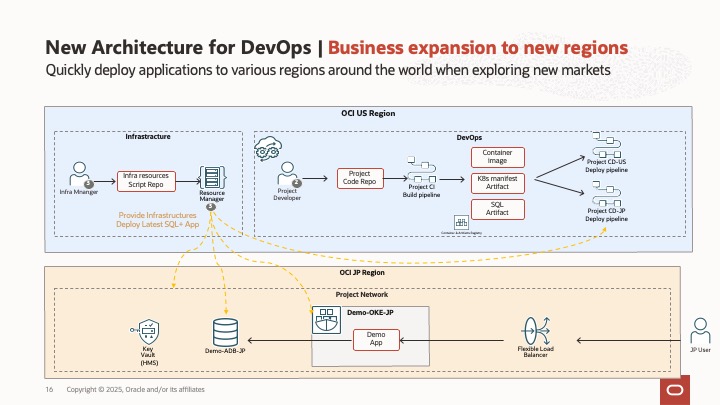 New Architecture for DevOps | Business expansion to new regions
Quickly deploy applications to various regions around the world when exploring new markets
OCI US Region
Infrastracture
Infra Mnanger
3
Infra resources
Script Repo
Resource
Manager
3
Provide Infrastructures
Deploy Latest SQL+ App
DevOps
Project
Developer
2
Project
Code Repo
Project CI
Build pipeline
Container
image
K8s manifest
Artifact
SQL
Artifact
Container & Artifacts Registry
Project CD-US
Deploy pipeline
Project CD-JP
Deploy pipeline
OCI JP Region
Project Network
Key
Vault
(HMS)
Demo-ADB-JP
Demo-OKE-JP
Demo
App
Flexible Load
Balancer
JP User
16 Copyright © 2025, Oracle and/or its affiliates